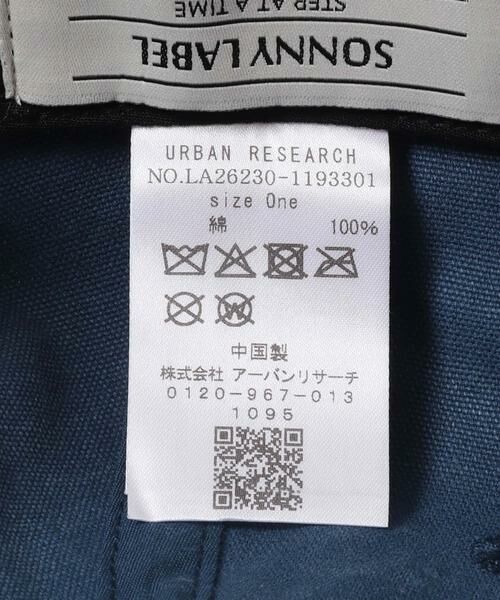 STEP AT A TIME
SONNY LABEL
URBAN RESEARCH
NO.LA26230-1193301
size One
綿 100%
W
中国製
株式会社 アーバンリサーチ
0120-967-013
1095